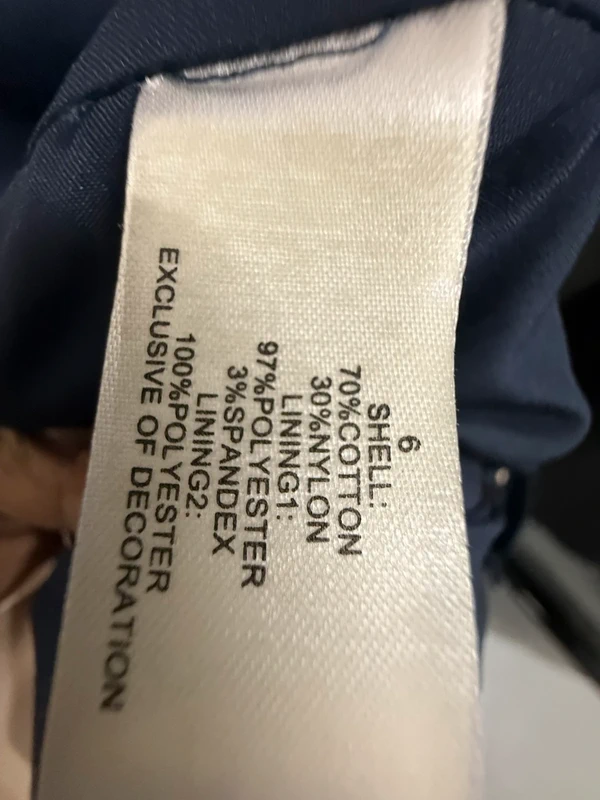 6
SHELL:
70%COTTON
30%NYLON
LINING1:
97%POLYESTER
3%SPANDEX
LINING2:
100%POLYESTER
EXCLUSIVE OF DECORATION